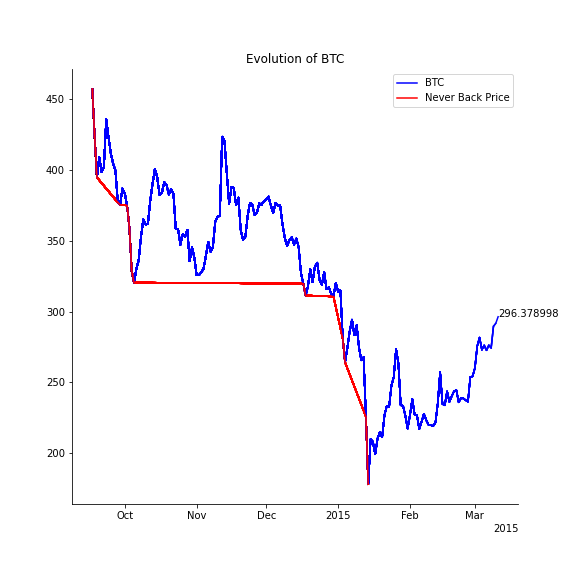 Evolution of BTC
BTC
Never Back Price
450
400
350
300
250
200
296.378998
Oct
Nov
Dec
2015
Feb
Mar
2015